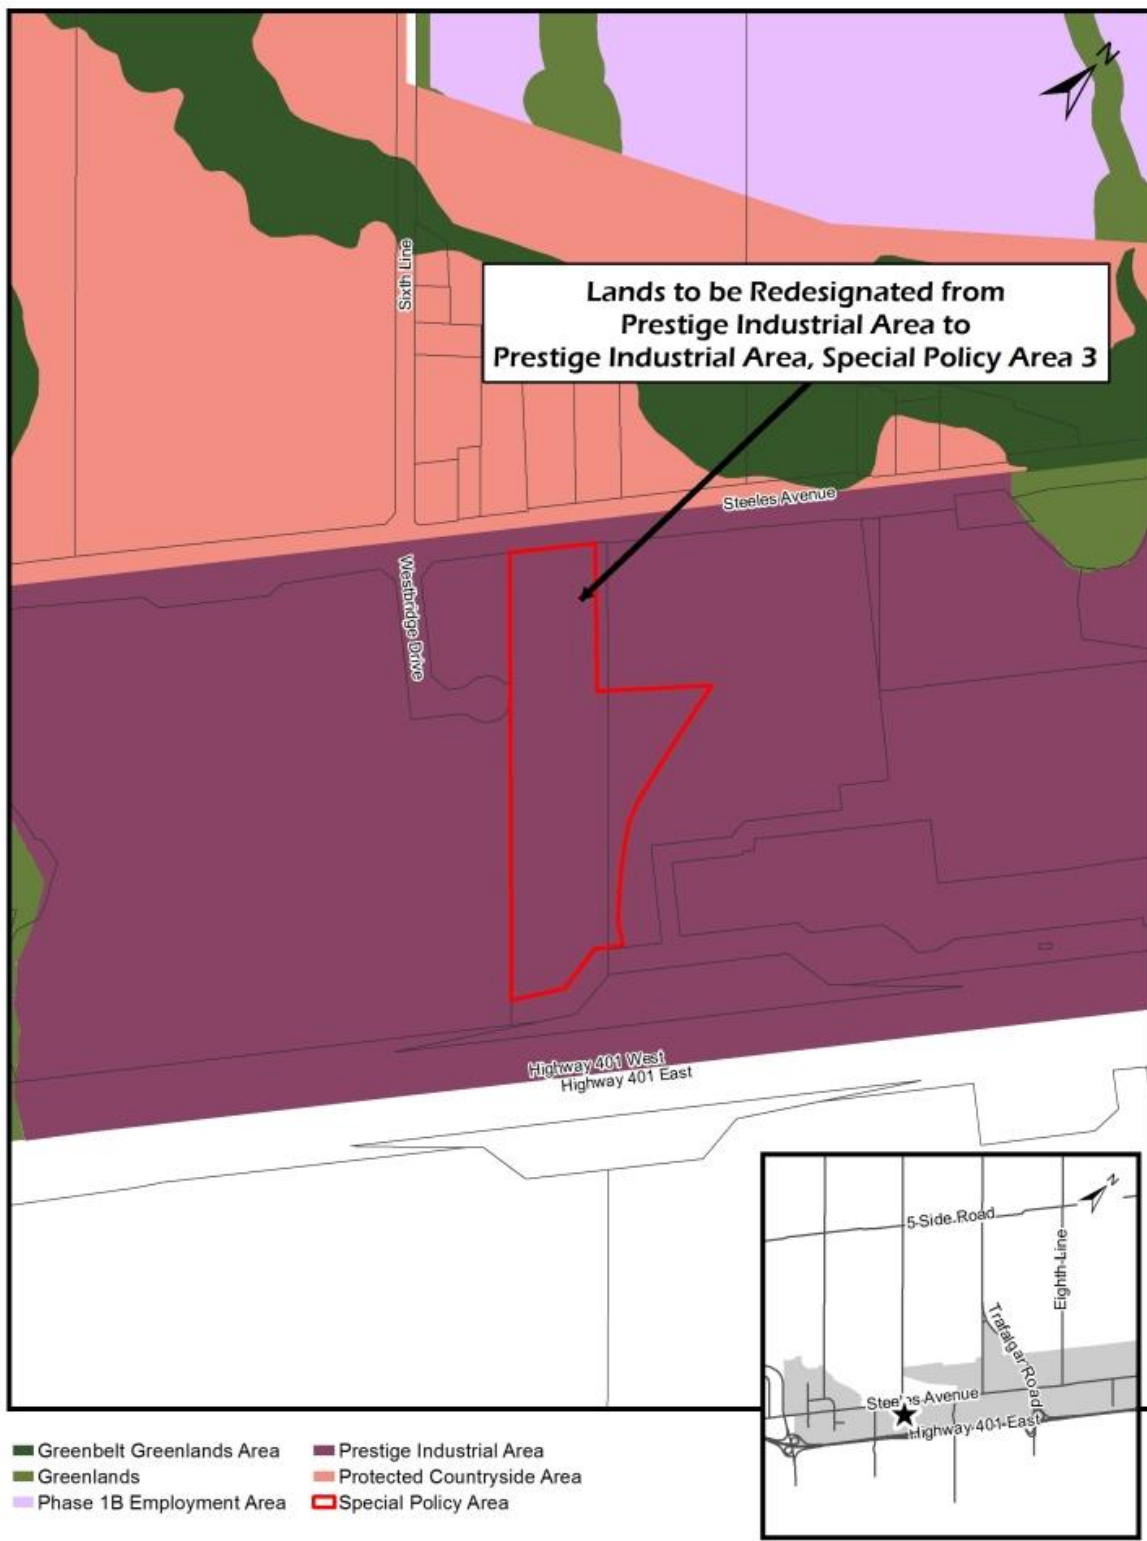 N
Sixth Line
Lands to be Redesignated from
Prestige Industrial Area to
Prestige Industrial Area, Special Policy Area 3
Steeles Avenue
Westbridge Drive
Highway 401 West
Highway 401 East
N
5 Side Road
Eighth Line
Trafalgar Road
Steeles Avenue
Highway 401 East
Greenbelt Greenlands Area
Greenlands
Phase 1B Employment Area
Prestige Industrial Area
Protected Countryside Area
Special Policy Area